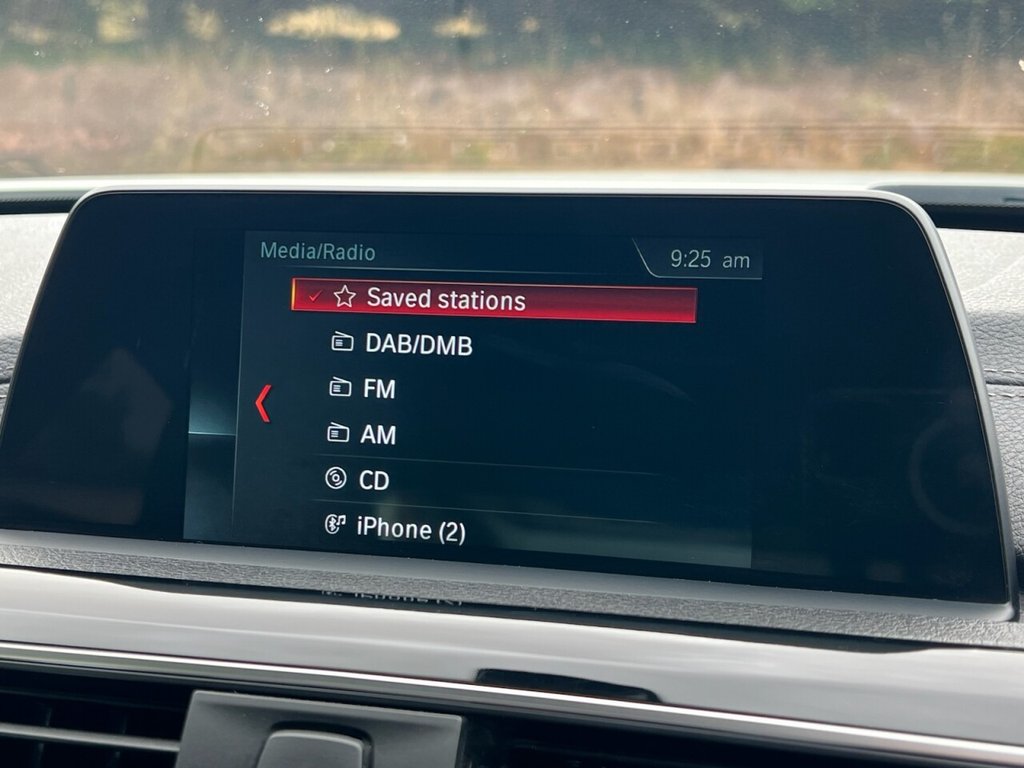 Media/Radio
9:25 am
Saved stations
DAB/DMB
FM
AM
CD
iPhone (2)